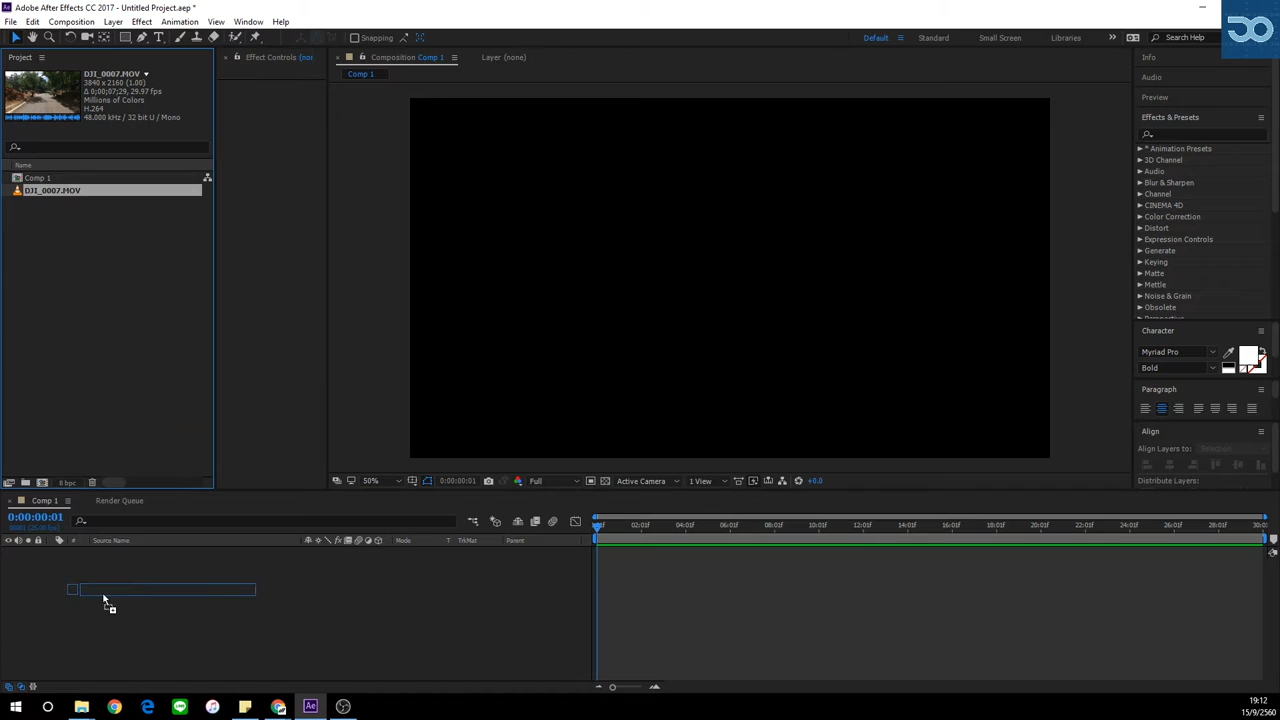 Adobe After Effects CC 2017 - Untitled Project.aep *
File Edit Composition Layer Effect Animation View Window Help
Snapping
Default Standard Small Screen Libraries Search Help
Project
DJI_0007.MOV
3840 x 2160 (1.00)
Δ 0;00;07;29, 29.97 fps
Millions of Colors
H.264
48.000 kHz / 32 bit U / Mono
Name
Comp 1
DJI_0007.MOV
8 bpc
Effect Controls (nor
Composition Comp 1
Layer (none)
Comp 1
50%
0:00:00:01
Full
Active Camera
1 View
+0.0
Info
Audio
Preview
Effects & Presets
* Animation Presets
3D Channel
Audio
Blur & Sharpen
Channel
CINEMA 4D
Color Correction
Distort
Expression Controls
Generate
Keying
Matte
Mettle
Noise & Grain
Obsolete
Character
Myriad Pro
Bold
Paragraph
Align
Align Layers to: Selection
Distribute Layers:
Comp 1
Render Queue
0:00:00:01
00001 (25.00 fps)
# Source Name
Mode T TrkMat Parent
02:01f 04:01f 06:01f 08:01f 10:01f 12:01f 14:01f 16:01f 18:01f 20:01f 22:01f 24:01f 26:01f 28:01f
Ae
19:12
15/9/2560